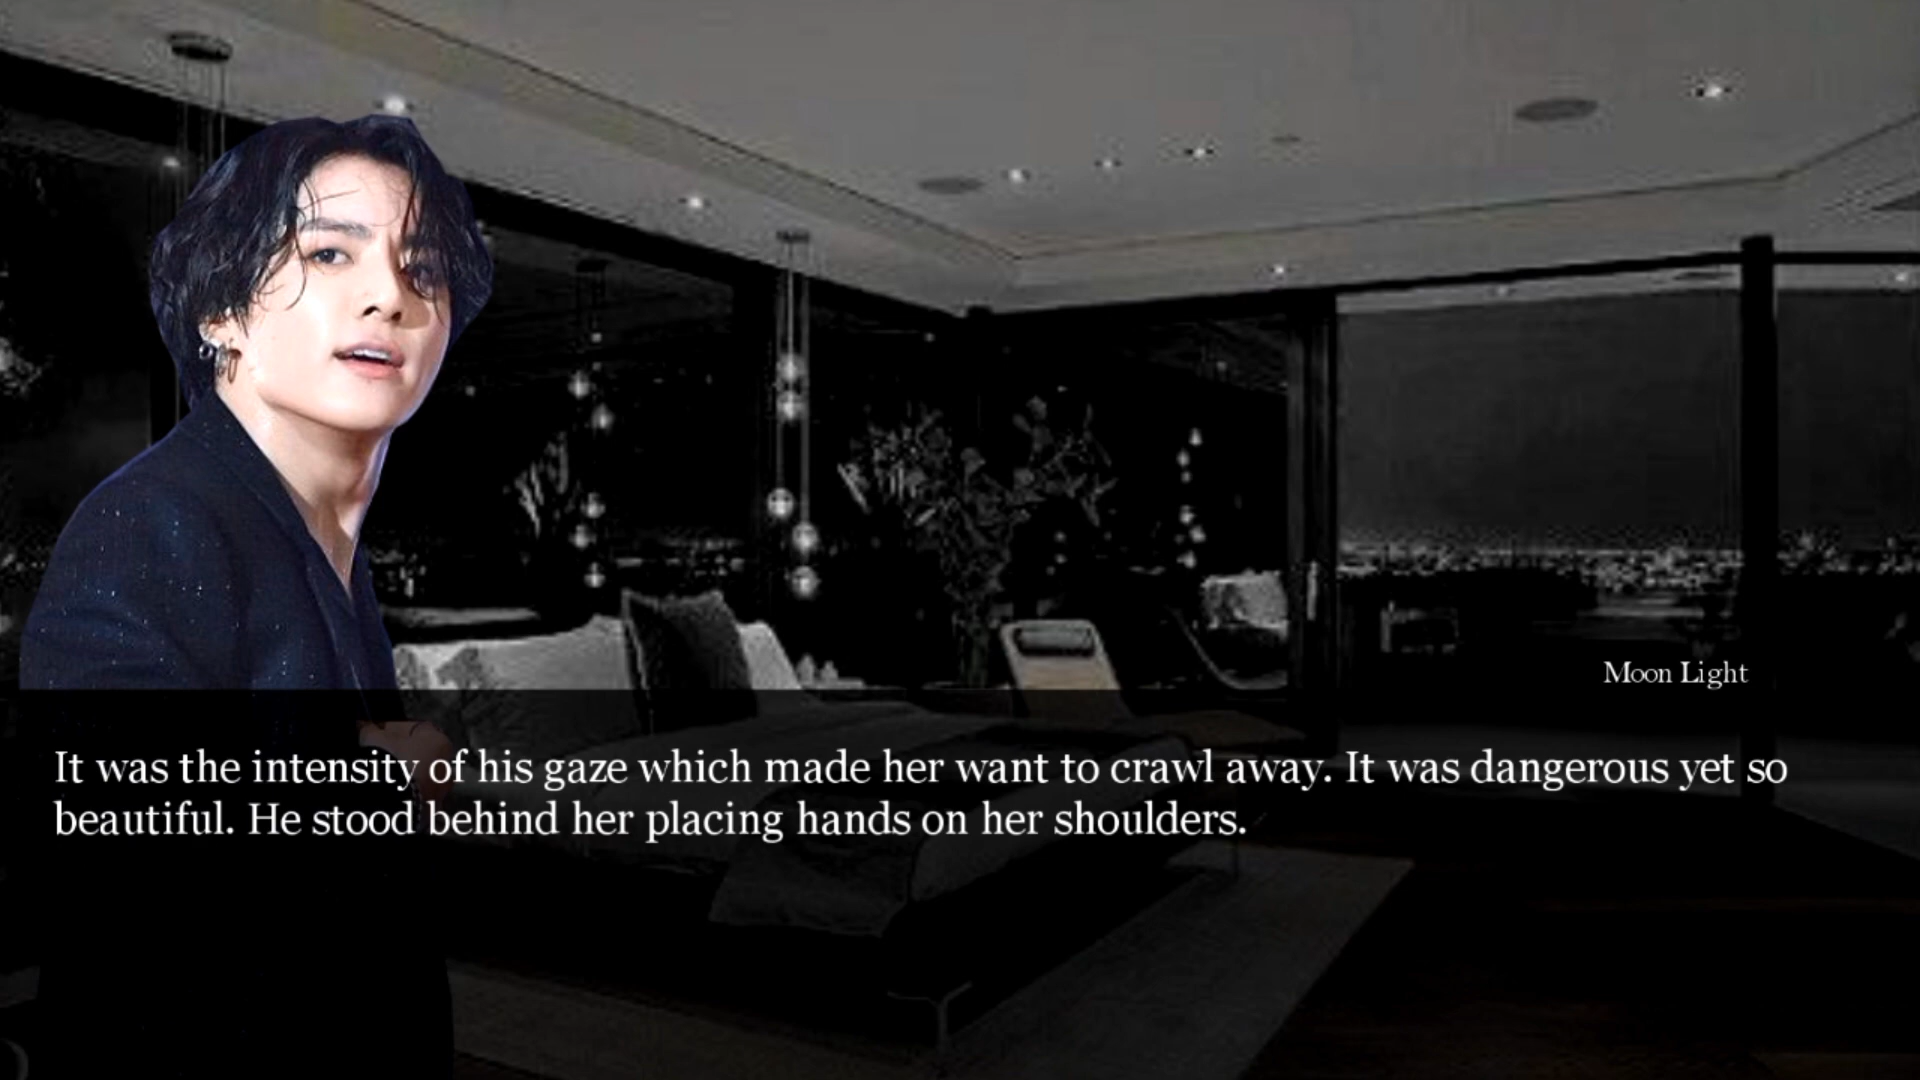 Moon Light
It was the intensity of his gaze which made her want to crawl away. It was dangerous yet so
beautiful. He stood behind her placing hands on her shoulders.